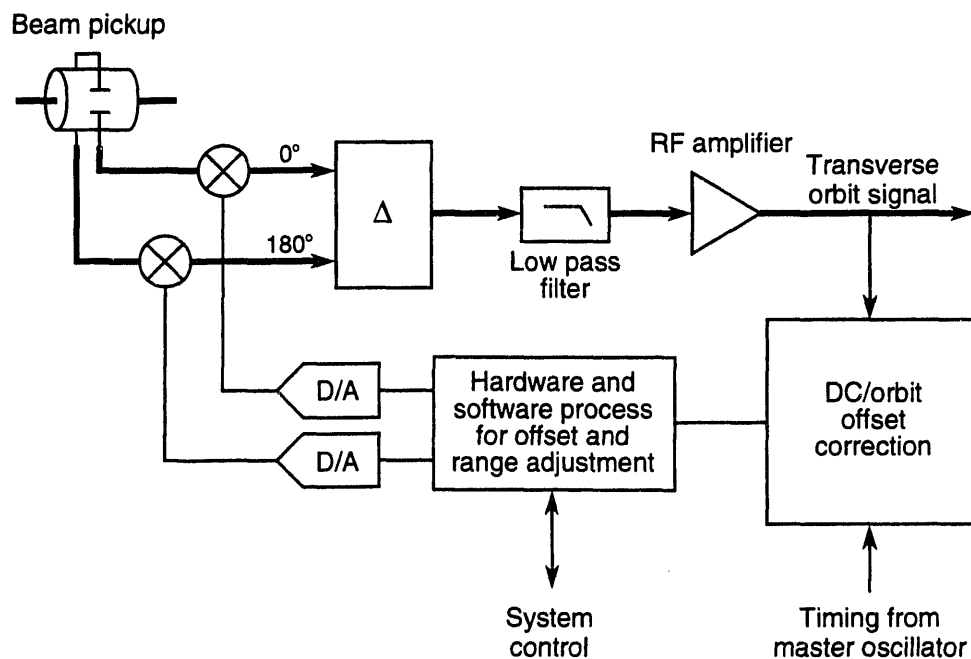 Beam pickup
0°
180°
Δ
Low pass
filter
RF amplifier
Transverse
orbit signal
D/A
D/A
Hardware and
software process
for offset and
range adjustment
DC/orbit
offset
correction
System
control
Timing from
master oscillator